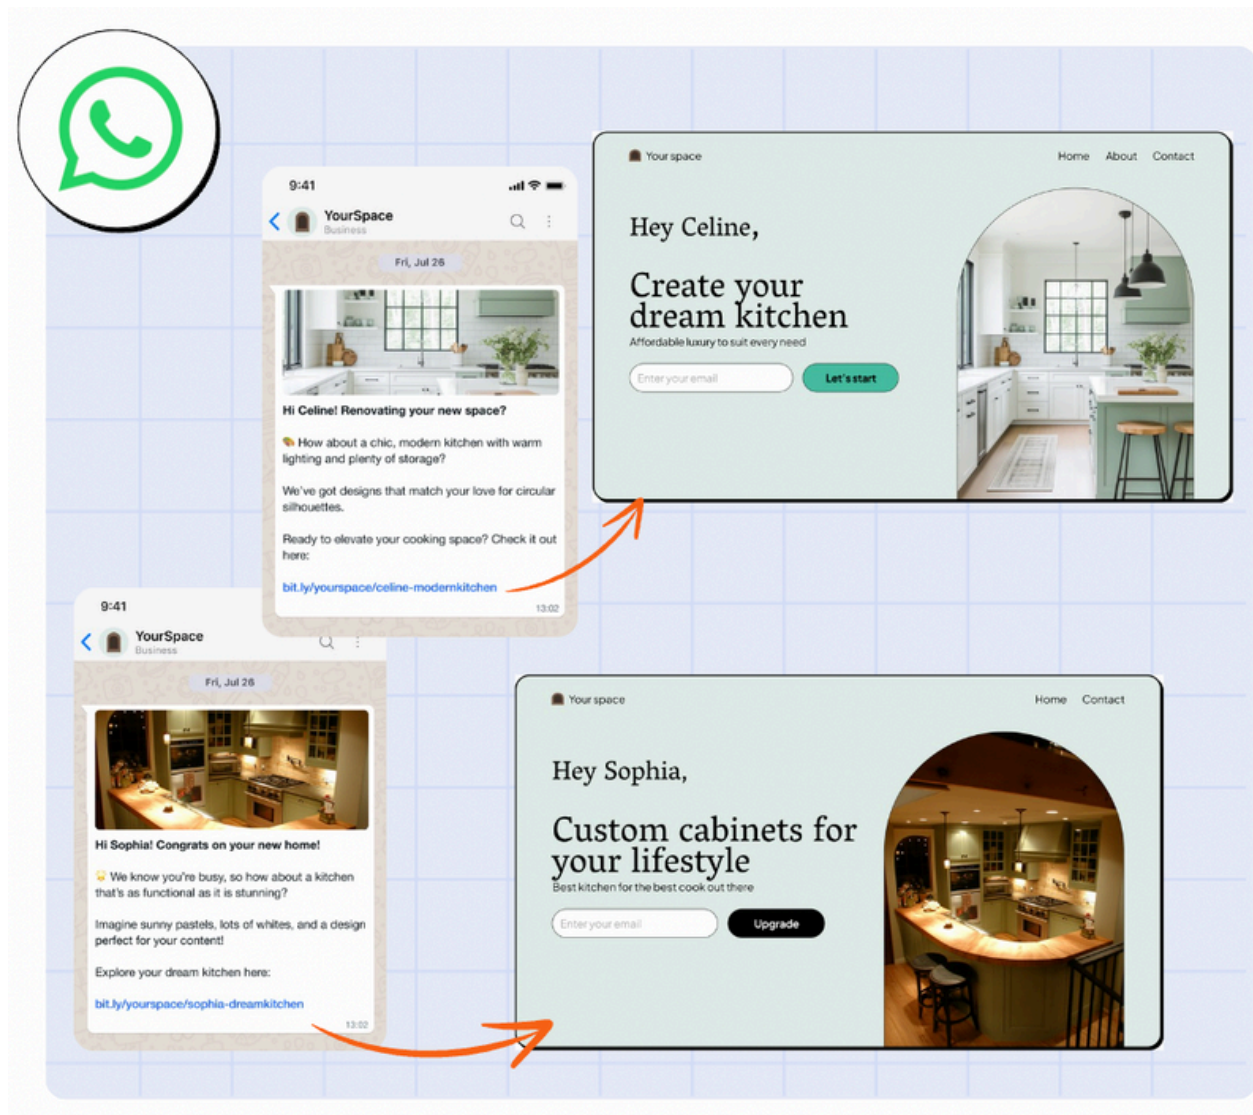 9:41
YourSpace
Business
Fri, Jul 26
Hi Celine! Renovating your new space?
How about a chic, modern kitchen with warm
lighting and plenty of storage?
We've got designs that match your love for circular
silhouettes.
Ready to elevate your cooking space? Check it out
here:
bit.ly/yourspace/celine-modernkitchen
13:02
Your space
Home About Contact
Hey Celine,
Create your
dream kitchen
Affordable luxury to suit every need
Enter your email
Let's start
9:41
YourSpace
Business
Fri, Jul 26
Hi Sophia! Congrats on your new home!
We know you're busy, so how about a kitchen
that's as functional as it is stunning?
Imagine sunny pastels, lots of whites, and a design
perfect for your content!
Explore your dream kitchen here:
bit.ly/yourspace/sophia-dreamkitchen
13:02
Your space
Home Contact
Hey Sophia,
Custom cabinets for
your lifestyle
Best kitchen for the best cook out there
Enter your email
Upgrade